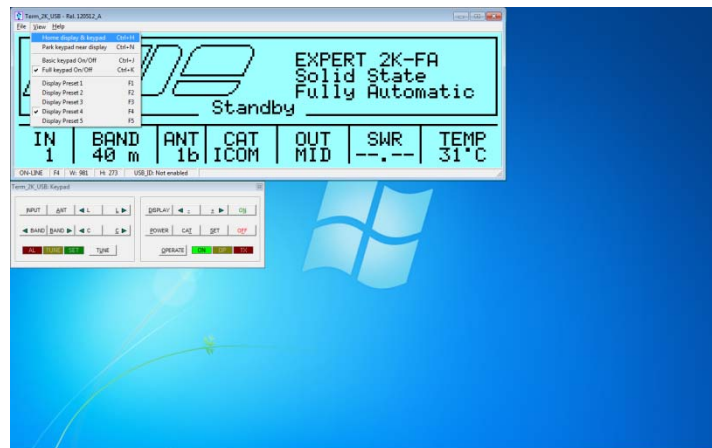 Term_2K_USB - Rel. 120512_A
File View Help
Home display & keypad Ctrl+H
Park keypad near display Ctrl+N
Basic keypad On/Off Ctrl+J
Full keypad On/Off Ctrl+K
Display Preset 1 F1
Display Preset 2 F2
Display Preset 3 F3
Display Preset 4 F4
Display Preset 5 F5
EXPERT 2K-FA
Solid State
Fully Automatic
Standby
IN BAND ANT CAT OUT SWR TEMP
1 40 m 1b ICOM MID --.-- 31°C
ON-LINE F4 W: 981 H: 273 USB_ID: Not enabled
Term_2K_USB: Keypad
INPUT ANT ◄ L L ► DISPLAY ◄ : : ► ON
◄ BAND BAND ► ◄ C C ► POWER CAT SET OFF
AL TUNE SET TUNE OPERATE ON OP TX